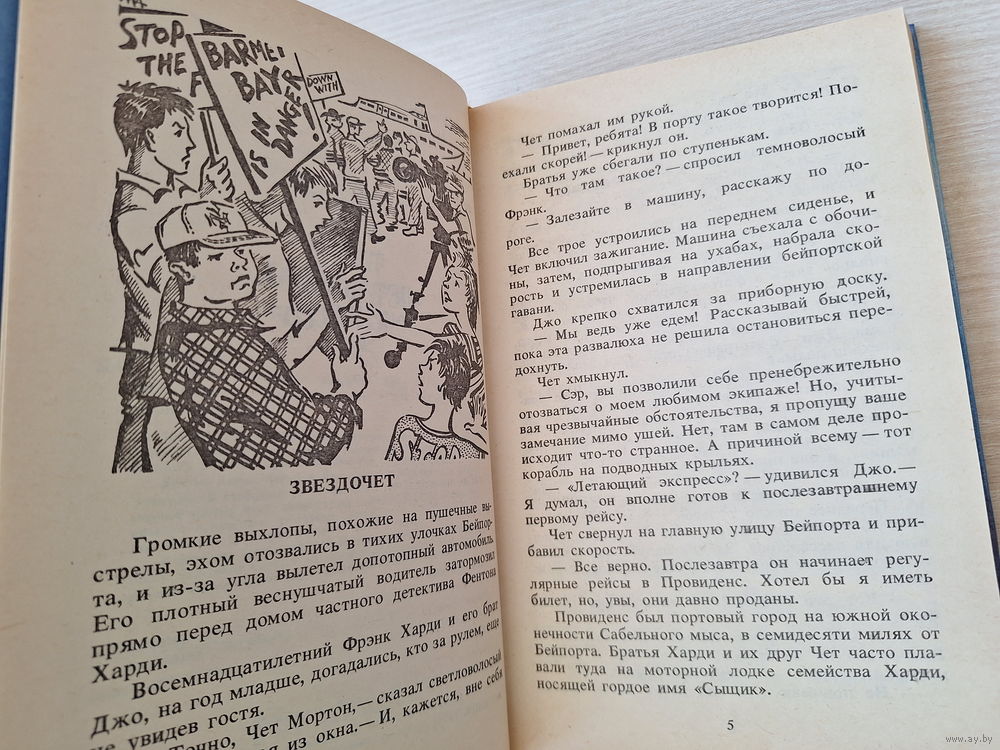 STOP
THE
BARMET
BAY
IS IN
DANGER!
DOWN
WITH
ЗВЕЗДОЧЕТ
Громкие выхлопы, похожие на пушечные вы-
стрелы, эхом отозвались в тихих улочках Бейпор-
та, и из-за угла вылетел допотопный автомобиль.
Его плотный веснушчатый водитель затормозил
прямо перед домом частного детектива Фентона
Харди.
Восемнадцатилетний Фрэнк Харди и его брат
Джо, на год младше, догадались, кто за рулем, еще
не увидев гостя.
Точно, Чет Мортон,— сказал светловолосый
из окна.— И, кажется, вне себя
Чет помахал им рукой.
— Привет, ребята! В порту такое творится! По-
ехали скорей!— крикнул он.
Братья уже сбегали по ступенькам.
— Что там такое?— спросил темноволосый
Фрэнк.
— Залезайте в машину, расскажу по до-
роге.
Все трое устроились на переднем сиденье, и
Чет включил зажигание. Машина съехала с обочи-
ны, затем, подпрыгивая на ухабах, набрала ско-
рость и устремилась в направлении бейпортской
гавани.
Джо крепко схватился за приборную доску.
— Мы ведь уже едем! Рассказывай быстрей,
пока эта развалюха не решила остановиться пере-
дохнуть.
Чет хмыкнул.
— Сэр, вы позволили себе пренебрежительно
отозваться о моем любимом экипаже! Но, учиты-
вая чрезвычайные обстоятельства, я пропущу ваше
замечание мимо ушей. Нет, там в самом деле про-
исходит что-то странное. А причиной всему — тот
корабль на подводных крыльях.
— «Летающий экспресс»?— удивился Джо.—
Я думал, он вполне готов к послезавтрашнему
первому рейсу.
Чет свернул на главную улицу Бейпорта и при-
бавил скорость.
— Все верно. Послезавтра он начинает регу-
лярные рейсы в Провиденс. Хотел бы я иметь
билет, но, увы, они давно проданы.
Провиденс был портовый город на южной око-
нечности Сабельного мыса, в семидесяти милях от
Бейпорта. Братья Харди и их друг Чет часто пла-
вали туда на моторной лодке семейства Харди,
носящей гордое имя «Сыщик».
5
www.ay.by